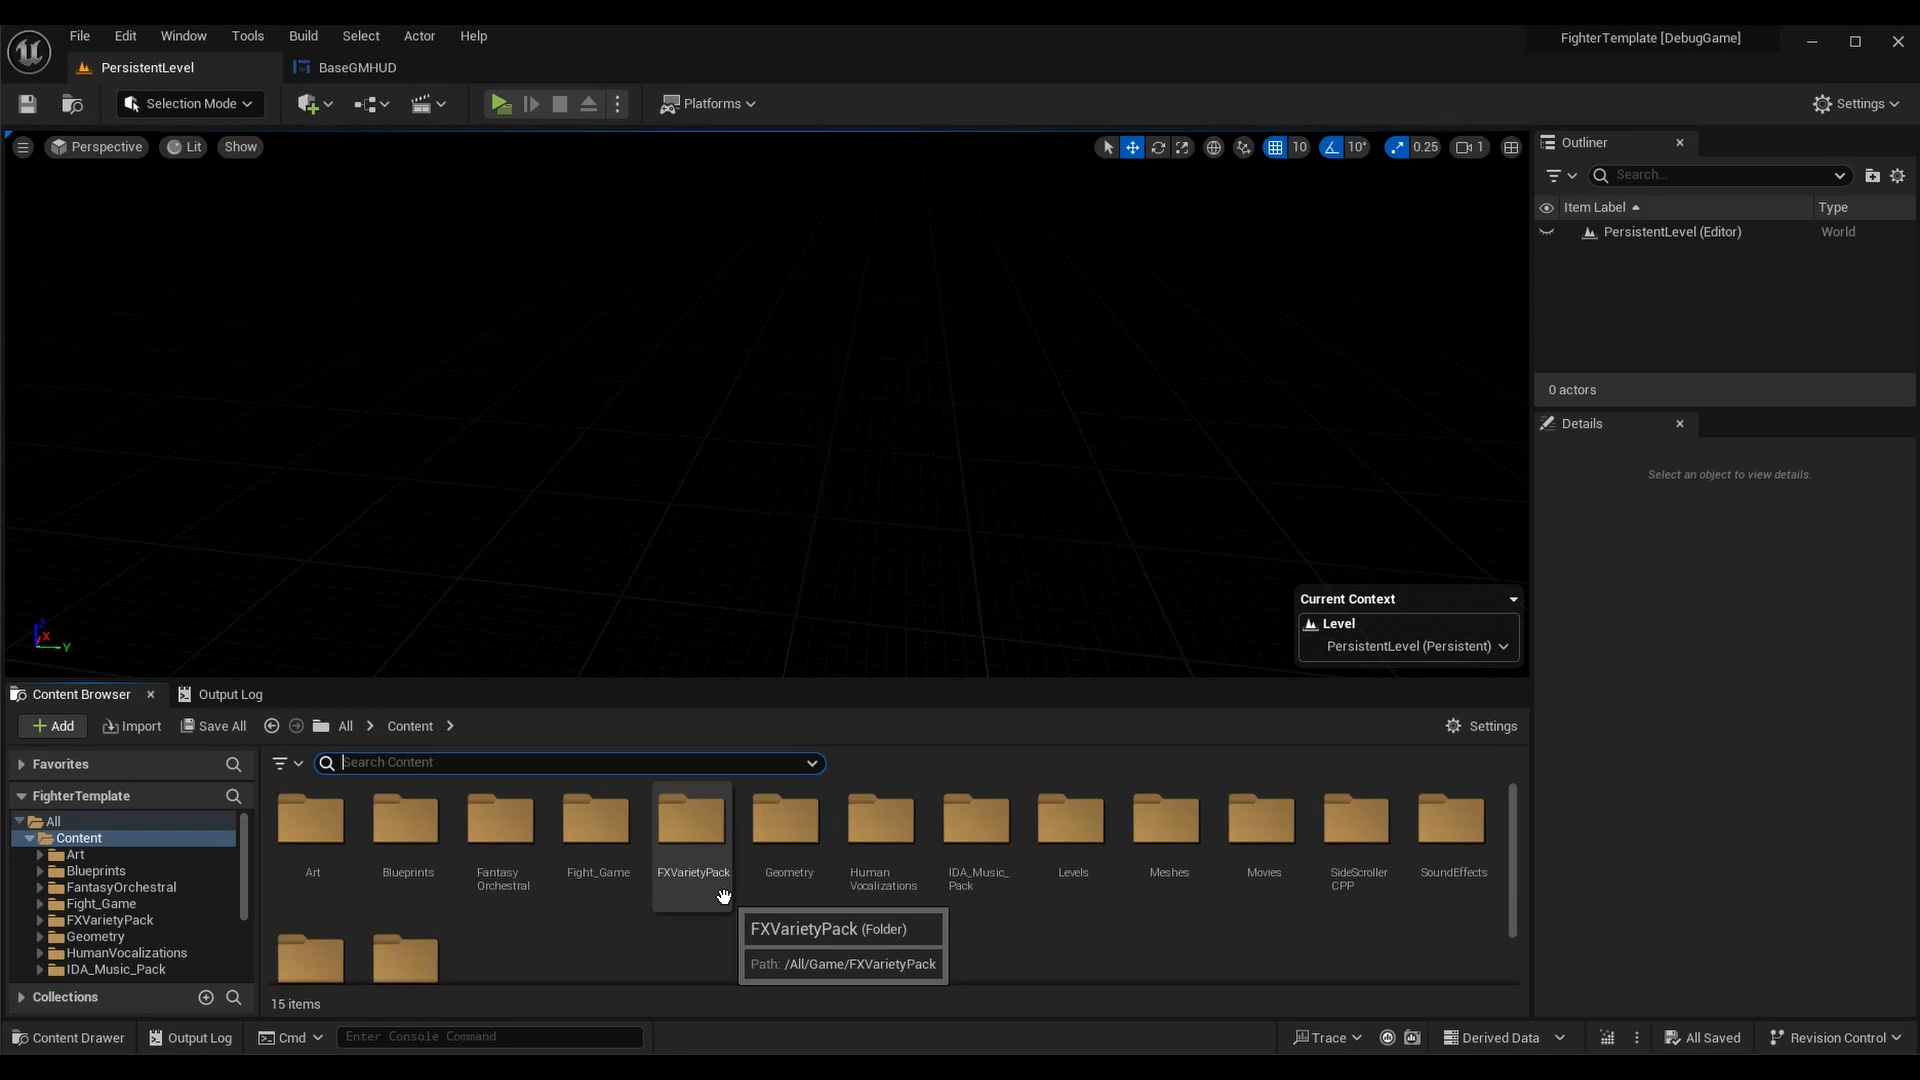 File Edit Window Tools Build Select Actor Help
FighterTemplate [DebugGame]
PersistentLevel
BaseGMHUD
Selection Mode
Platforms
Settings
Perspective
Lit
Show
10
10°
0.25
1
Outliner
Search...
Item Label
Type
PersistentLevel (Editor)
World
0 actors
Details
Select an object to view details.
Current Context
Level
PersistentLevel (Persistent)
Z
X
Y
Content Browser
Output Log
Add
Import
Save All
All
Content
Settings
Favorites
Search Content
FighterTemplate
All
Content
Art
Blueprints
FantasyOrchestral
Fight_Game
FXVarietyPack
Geometry
HumanVocalizations
IDA_Music_Pack
Collections
Art
Blueprints
Fantasy
Orchestral
Fight_Game
FXVarietyPack
Geometry
Human
Vocalizations
IDA_Music_
Pack
Levels
Meshes
Movies
SideScroller
CPP
SoundEffects
FXVarietyPack (Folder)
Path: /All/Game/FXVarietyPack
15 items
Content Drawer
Output Log
Cmd
Enter Console Command
Trace
Derived Data
All Saved
Revision Control